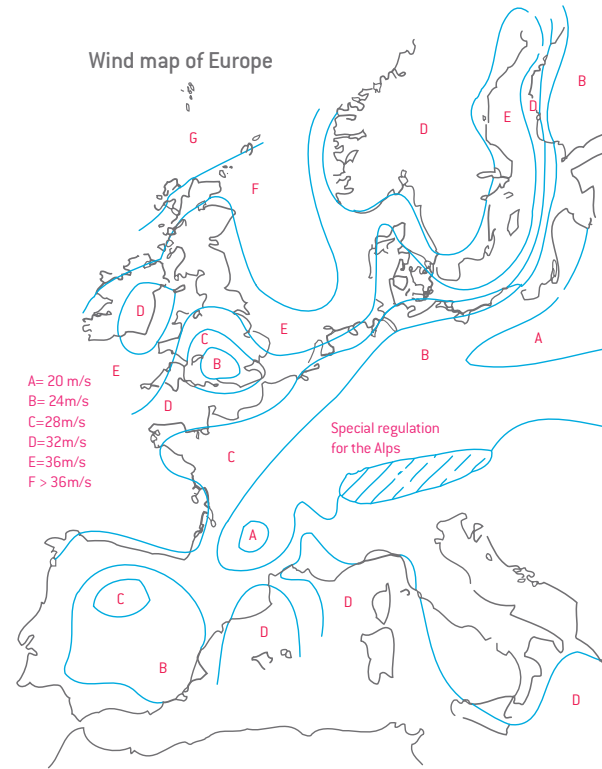 Wind map of Europe
B
D
E
D
G
F
D
C
E
B
A
B
E
A= 20 m/s
B= 24m/s
C=28m/s
D=32m/s
E=36m/s
F > 36m/s
D
Special regulation
for the Alps
C
A
C
D
D
B
D